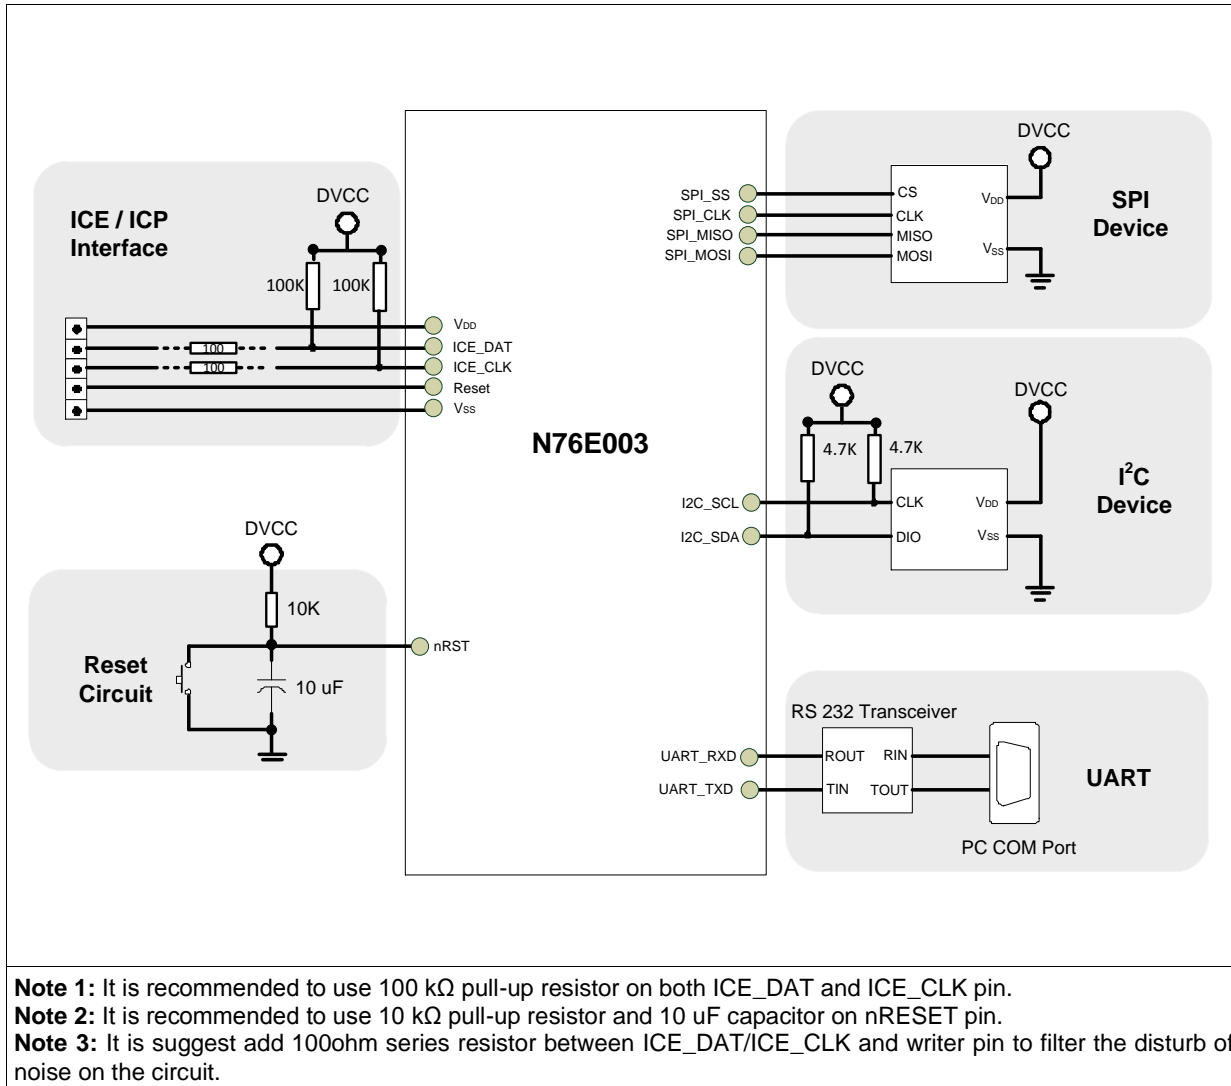 ICE / ICP
Interface
DVCC
100K
100K
100
100
VDD
ICE_DAT
ICE_CLK
Reset
VSS
DVCC
10K
Reset
Circuit
10 uF
nRST
N76E003
SPI_SS
SPI_CLK
SPI_MISO
SPI_MOSI
DVCC
CS
CLK
MISO
MOSI
VDD
VSS
SPI
Device
DVCC
DVCC
4.7K
4.7K
I2C_SCL
I2C_SDA
CLK
DIO
VDD
VSS
I²C
Device
RS 232 Transceiver
UART_RXD
UART_TXD
ROUT
RIN
TIN
TOUT
UART
PC COM Port
Note 1: It is recommended to use 100 kΩ pull-up resistor on both ICE_DAT and ICE_CLK pin.
Note 2: It is recommended to use 10 kΩ pull-up resistor and 10 uF capacitor on nRESET pin.
Note 3: It is suggest add 100ohm series resistor between ICE_DAT/ICE_CLK and writer pin to filter the disturb of
noise on the circuit.